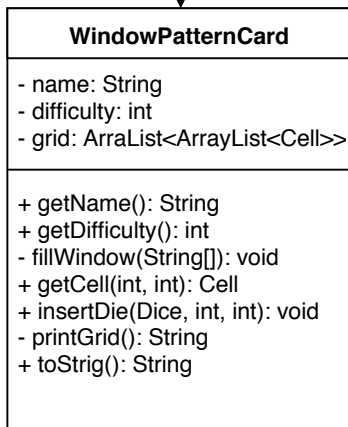 WindowPatternCard
- name: String
- difficulty: int
- grid: ArraList<ArrayList<Cell>>
+ getName(): String
+ getDifficulty(): int
- fillWindow(String[]): void
+ getCell(int, int): Cell
+ insertDie(Dice, int, int): void
- printGrid(): String
+ toStrig(): String